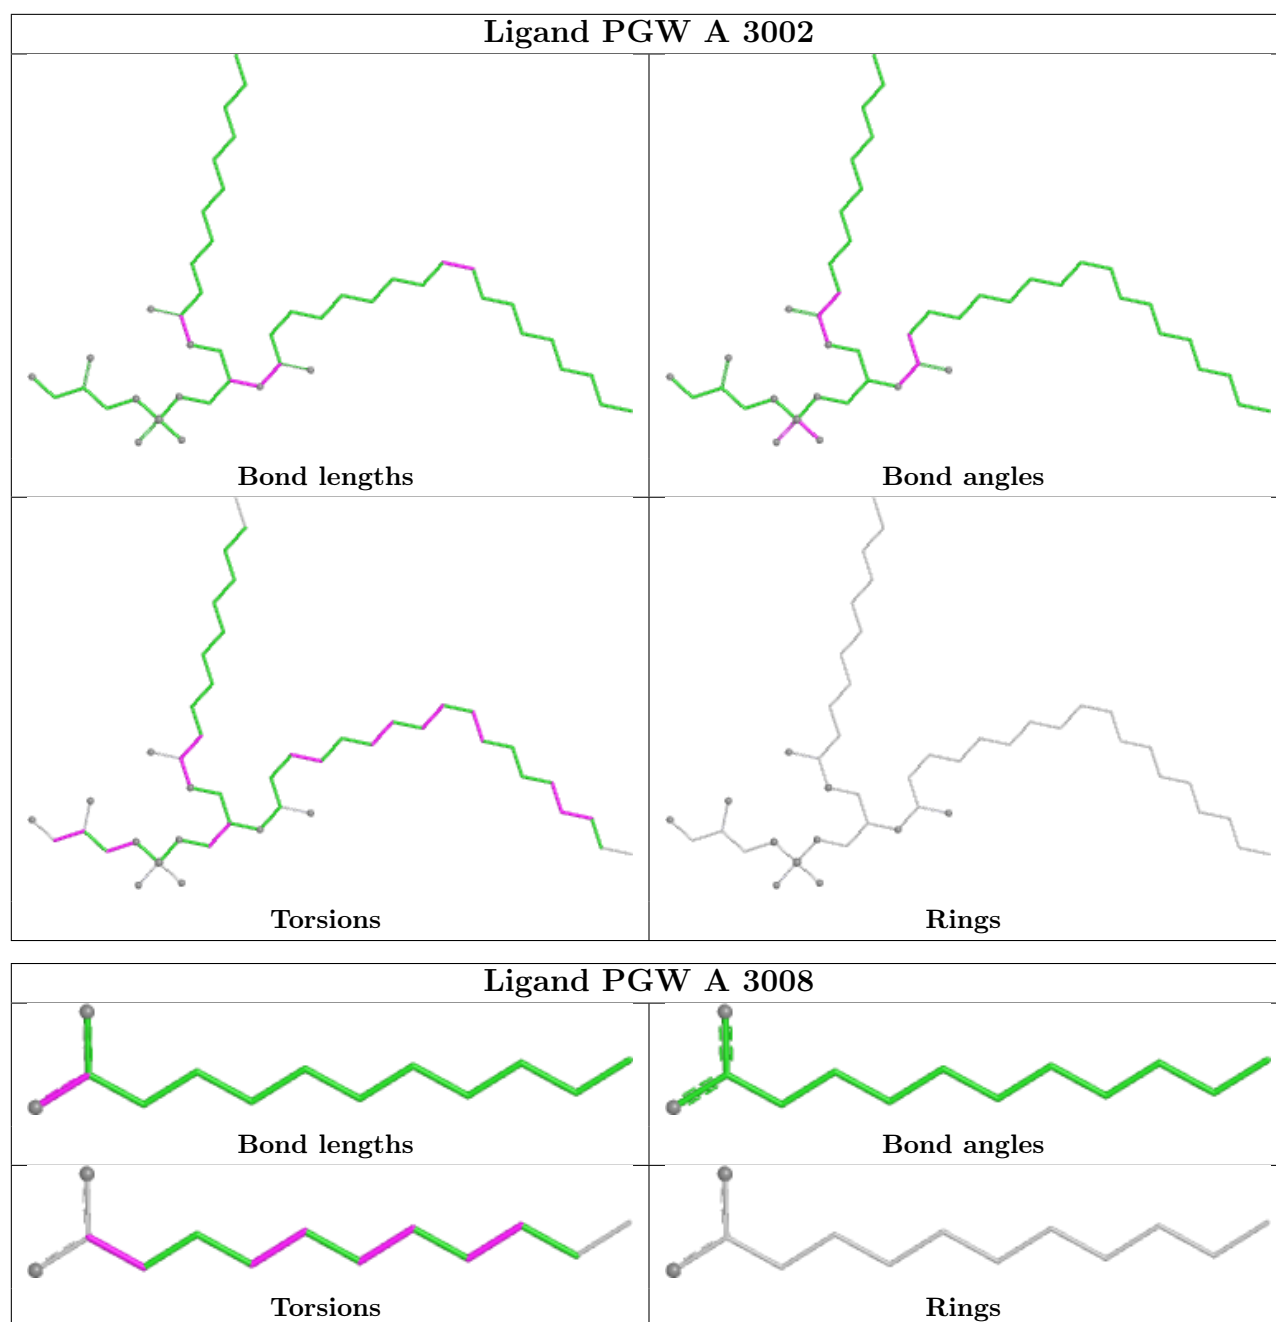 Ligand PGW A 3002
Bond lengths
Bond angles
Torsions
Rings
Ligand PGW A 3008
Bond lengths
Bond angles
Torsions
Rings